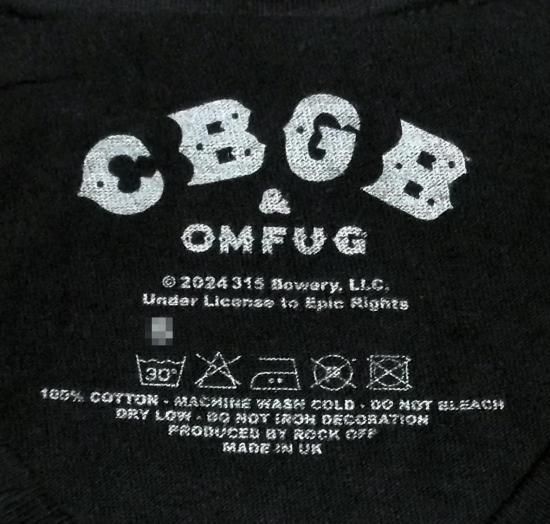 CBGB
&
OMFUG
© 2024 315 Bowery, LLC.
Under License to Epic Rights
30°
100% COTTON - MACHINE WASH COLD - DO NOT BLEACH
DRY LOW - DO NOT IRON DECORATION
PRODUCED BY ROCK OFF
MADE IN UK